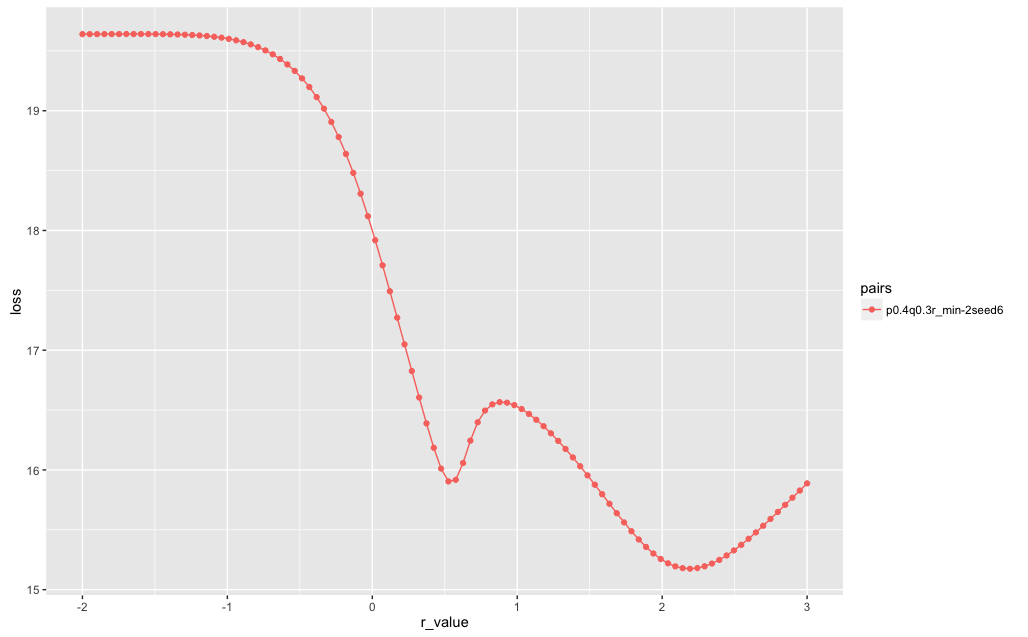 19
18
17
16
15
loss
-2
-1
0
1
2
3
r_value
pairs
p0.4q0.3r_min-2seed6